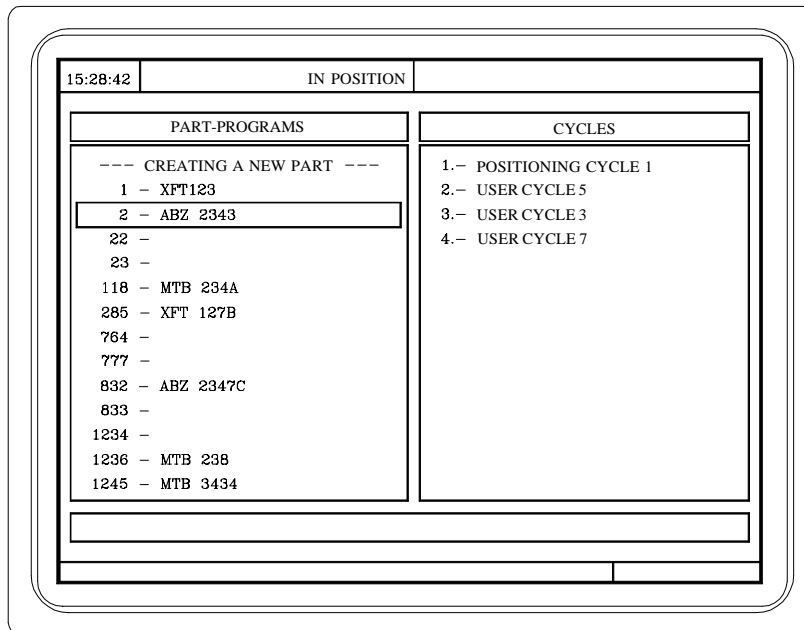 15:28:42 IN POSITION
PART-PROGRAMS
--- CREATING A NEW PART ---
1 - XFT123
2 - ABZ 2343
22 -
23 -
118 - MTB 234A
285 - XFT 127B
764 -
777 -
832 - ABZ 2347C
833 -
1234 -
1236 - MTB 238
1245 - MTB 3434
CYCLES
1.- POSITIONING CYCLE 1
2.- USER CYCLE 5
3.- USER CYCLE 3
4.- USER CYCLE 7